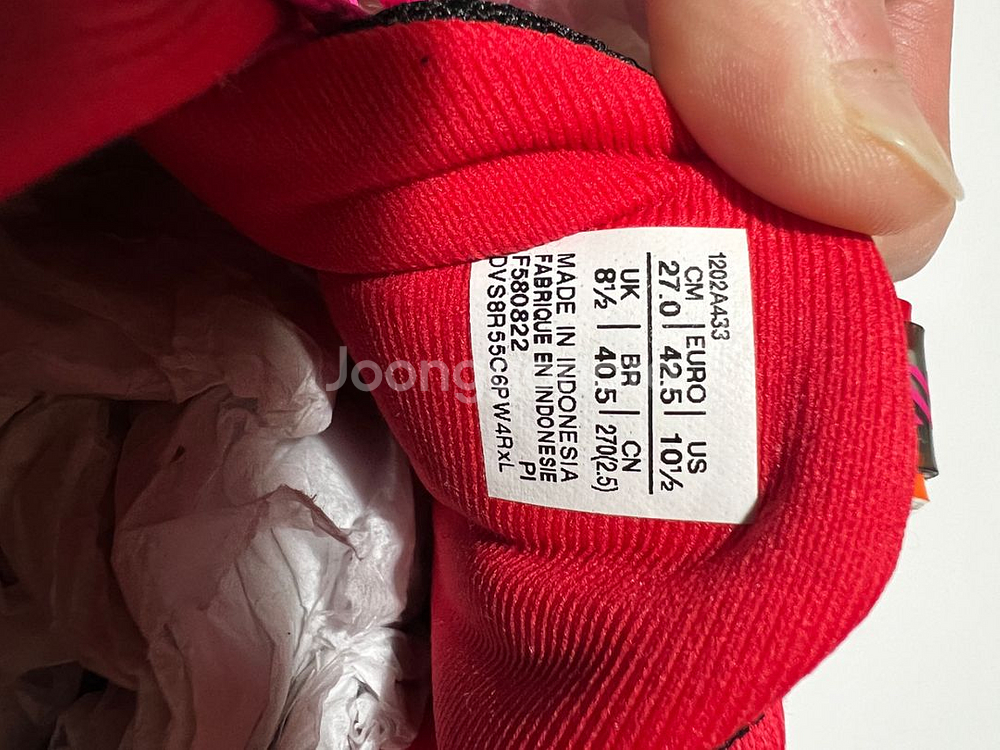 1202A433
CM | EURO | US
27.0 | 42.5 | 10½
UK | BR | CN
8½ | 40.5 | 270(2.5)
MADE IN INDONESIA
FABRIQUE EN INDONESIE
F580822 PI
DVS8R55C6PW4RxL
Joong